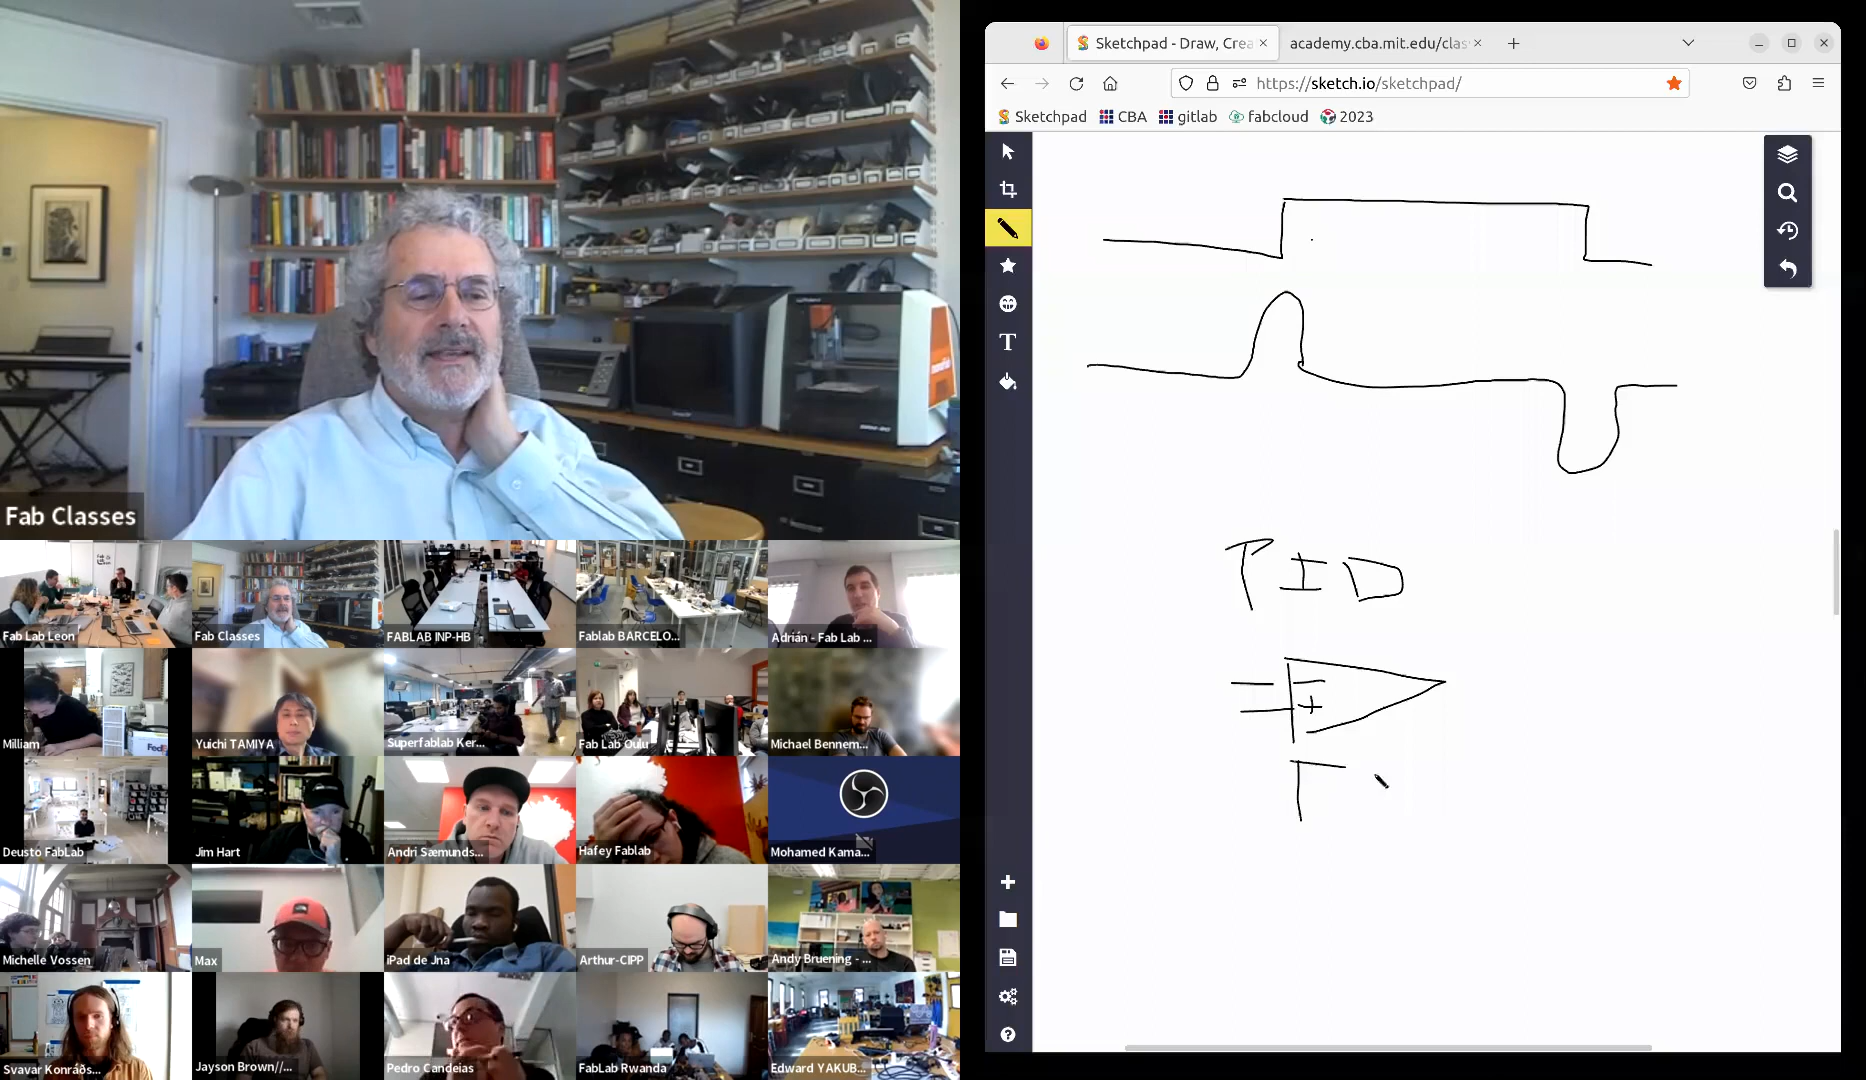 Sketchpad - Draw, Crea
academy.cba.mit.edu/clas
https://sketch.io/sketchpad/
Sketchpad
CBA
gitlab
fabcloud
2023
T
PID
-
+
Fab Classes
Fab Lab Leon
Fab Classes
FABLAB INP-HB
Fablab BARCELO...
Adrián - Fab Lab ...
Milliam
Yuichi TAMIYA
Superfablab Ker...
Fab Lab Oulu
Michael Bennem...
Deusto FabLab
Jim Hart
Andri Sæmunds...
Hafey Fablab
Mohamed Kama...
Michelle Vossen
Max
iPad de Jna
Arthur-CIPP
Andy Bruening - ...
Svavar Konráðs...
Jayson Brown//...
Pedro Candeias
FabLab Rwanda
Edward YAKUB...